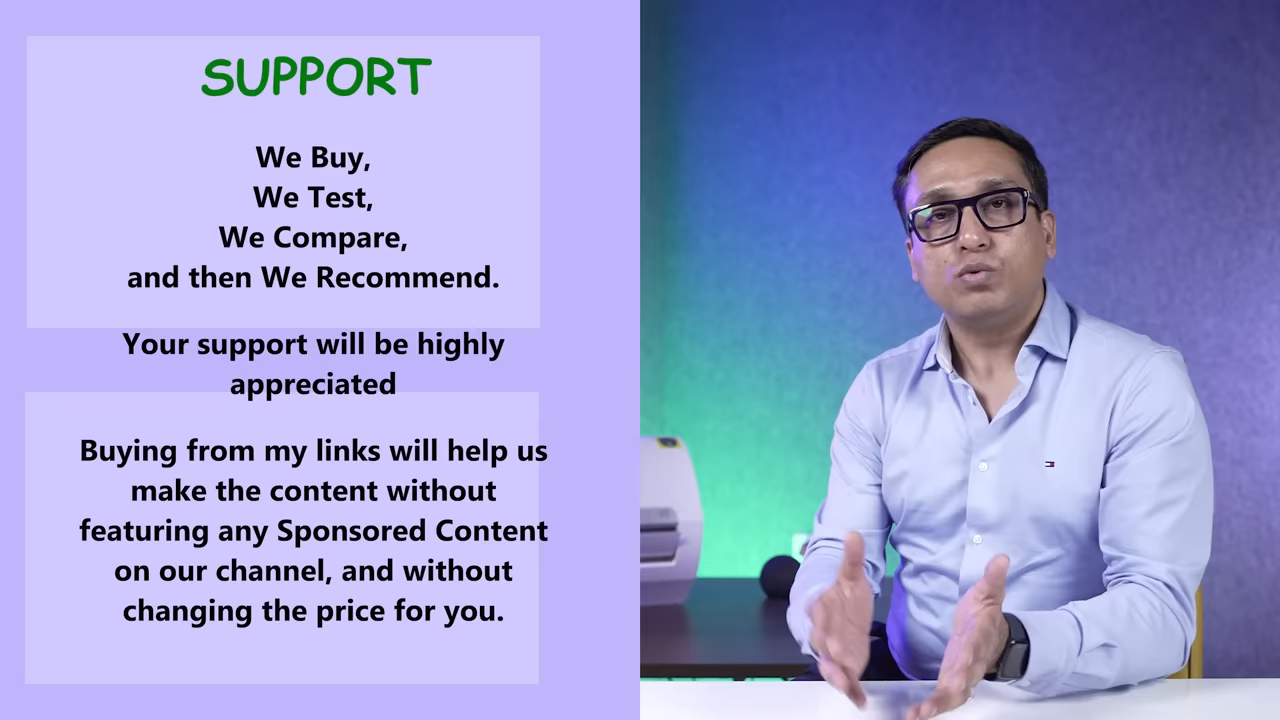 SUPPORT
We Buy,
We Test,
We Compare,
and then We Recommend.
Your support will be highly
appreciated
Buying from my links will help us
make the content without
featuring any Sponsored Content
on our channel, and without
changing the price for you.